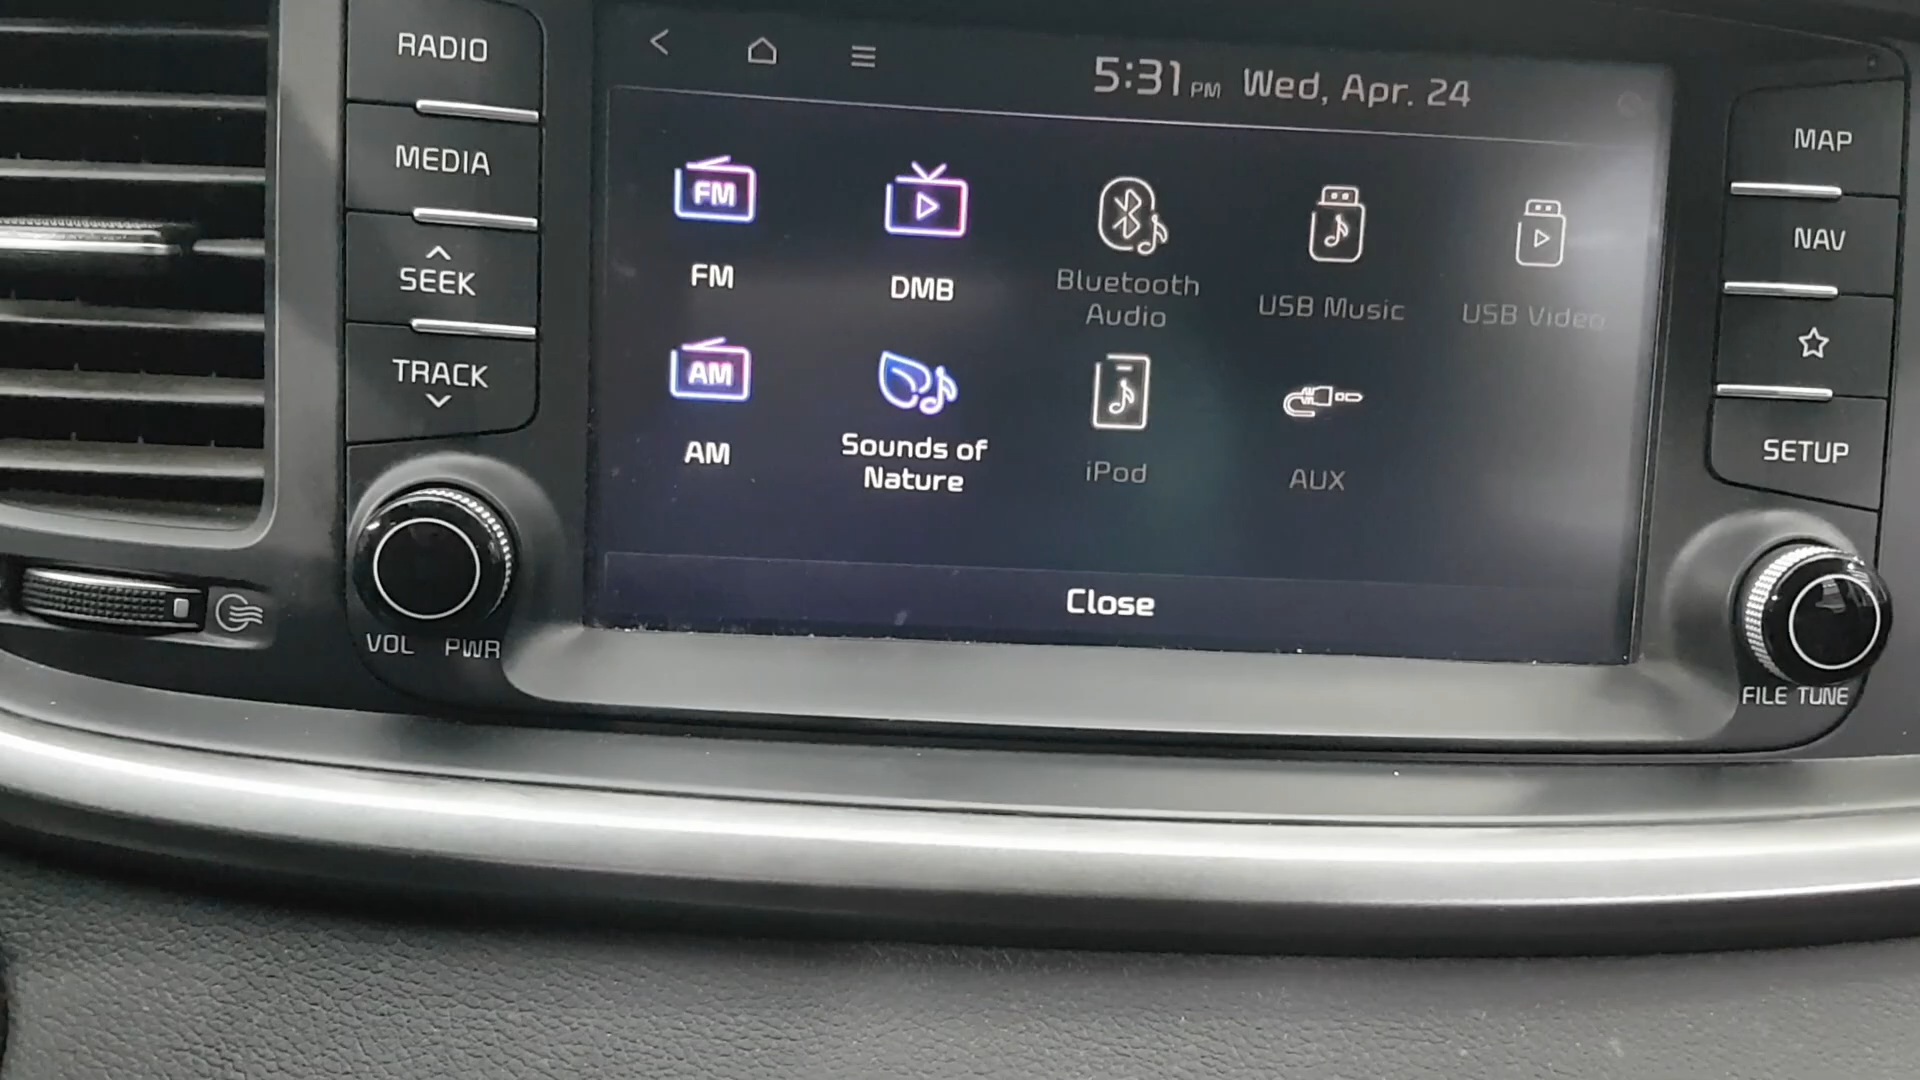 RADIO
MEDIA
SEEK
TRACK
VOL PWR
5:31 PM Wed, Apr. 24
FM
FM
DMB
Bluetooth
Audio
USB Music
USB Video
AM
AM
Sounds of
Nature
iPod
AUX
Close
MAP
NAV
SETUP
FILE TUNE